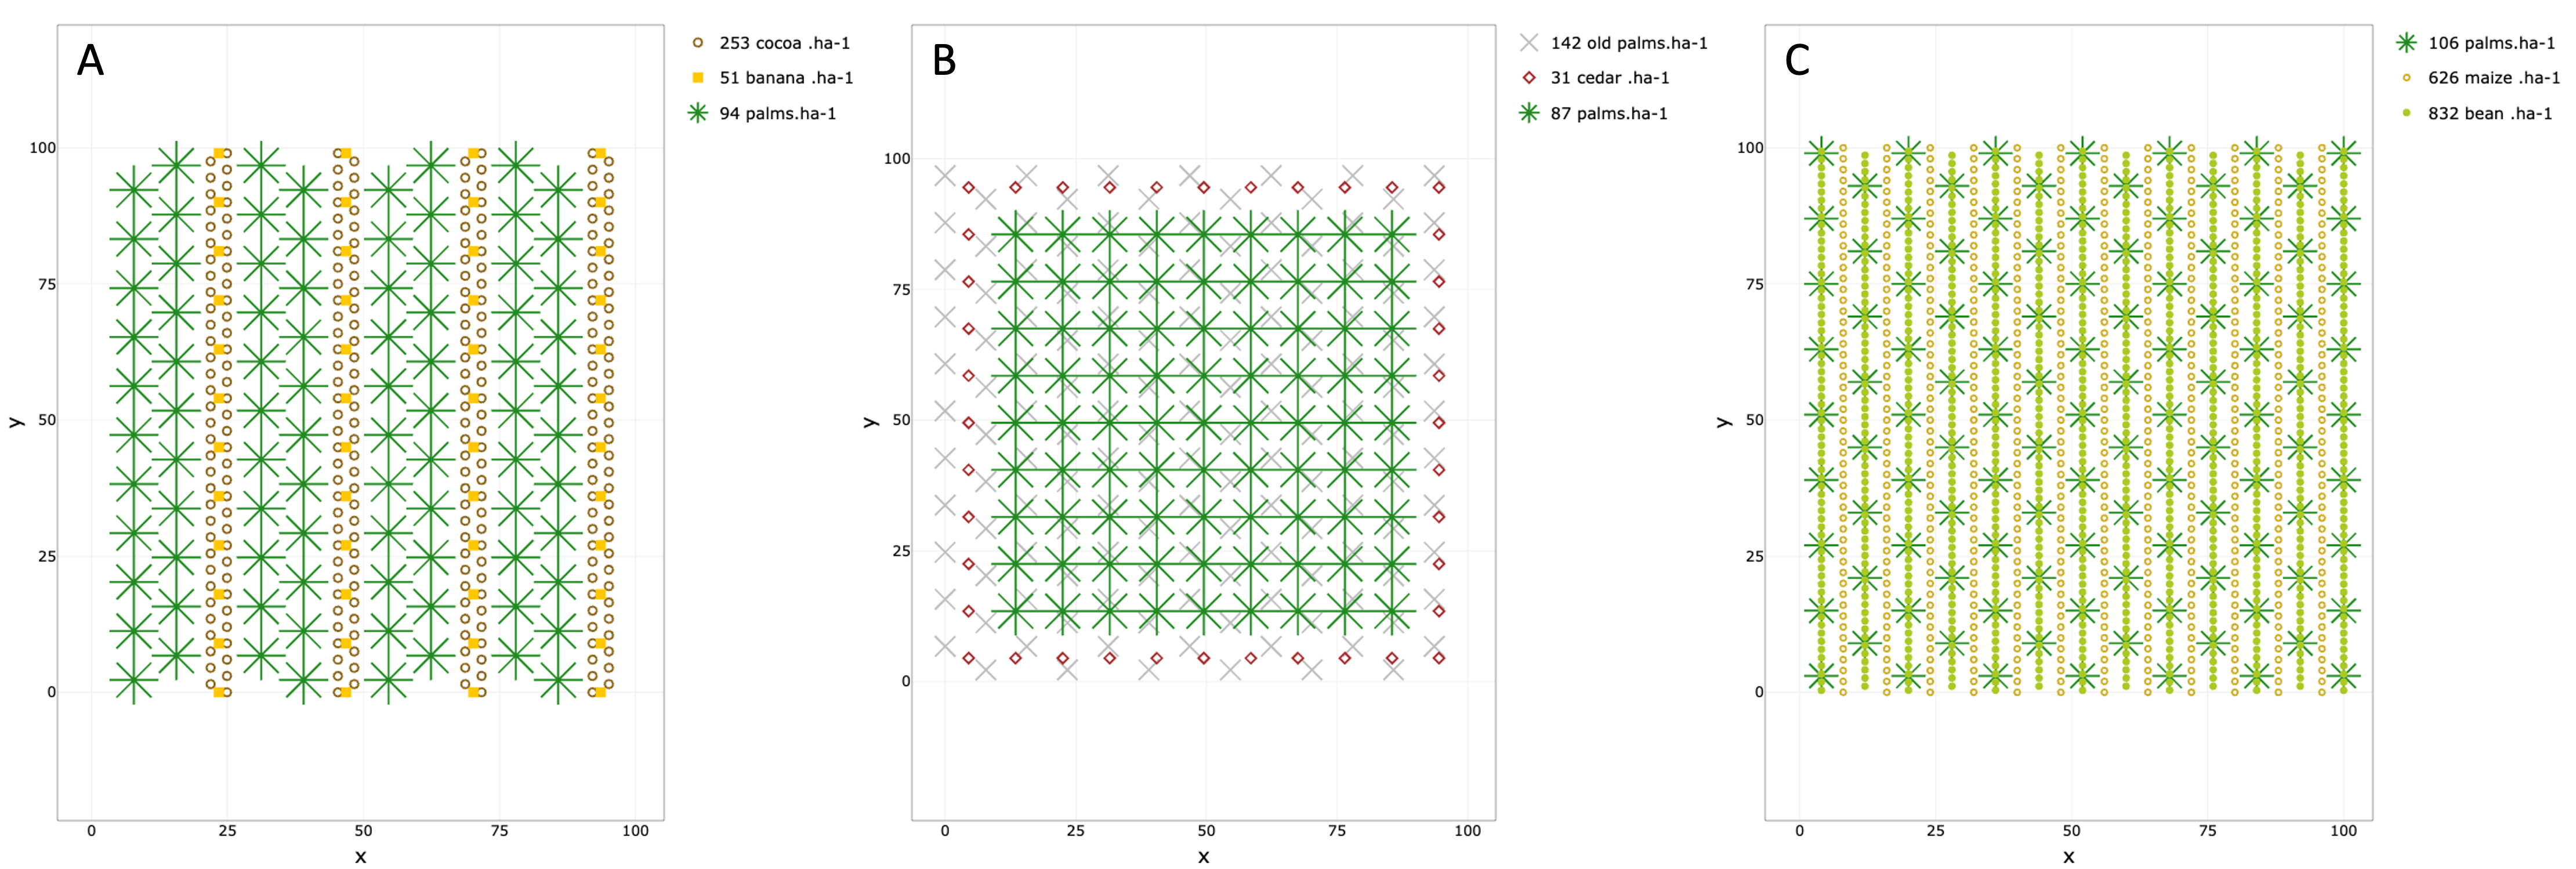 A
253 cocoa .ha-1
51 banana .ha-1
94 palms.ha-1
100
75
50
25
0
y
0 25 50 75 100
x
B
142 old palms.ha-1
31 cedar .ha-1
87 palms.ha-1
100
75
50
25
0
y
0 25 50 75 100
x
C
106 palms.ha-1
626 maize .ha-1
832 bean .ha-1
100
75
50
25
0
y
0 25 50 75 100
x